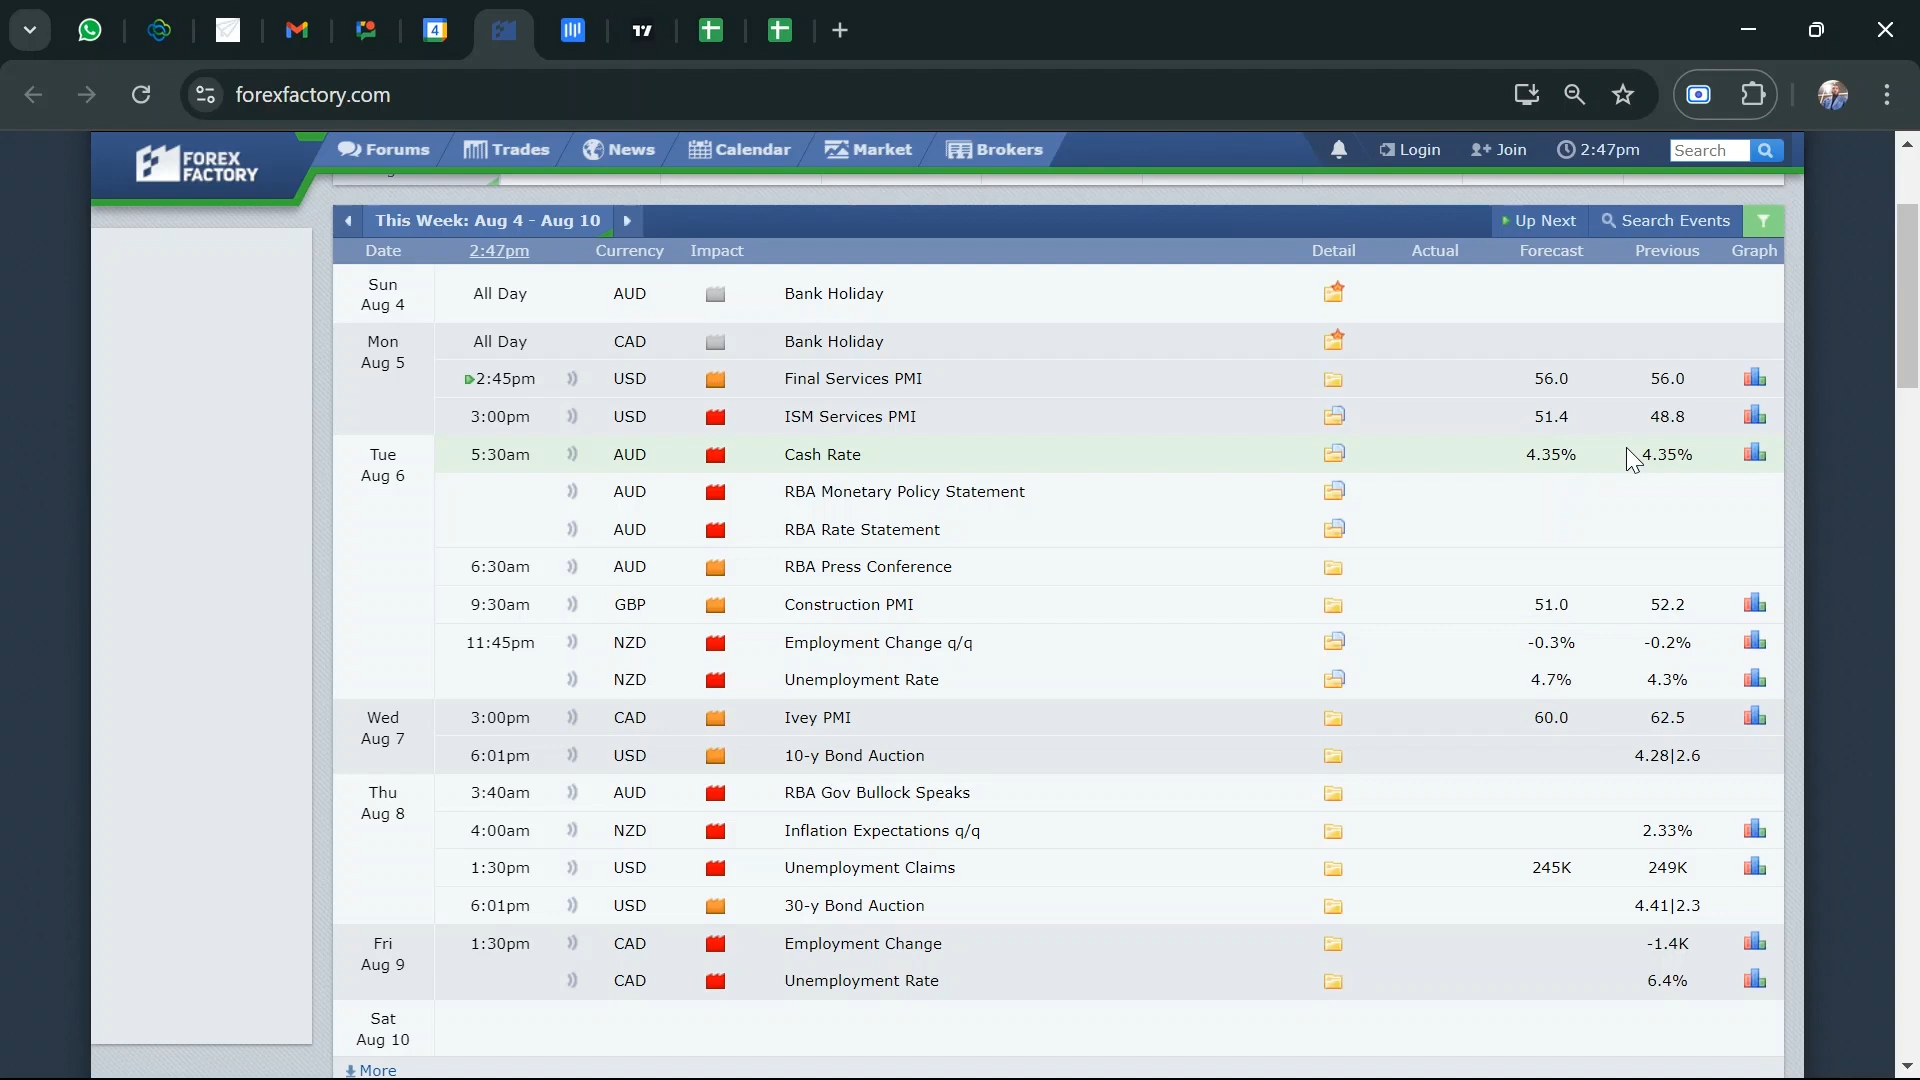 4
forexfactory.com
FOREX
FACTORY
Forums Trades News Calendar Market Brokers Login Join 2:47pm Search
This Week: Aug 4 - Aug 10 Up Next Search Events
Date 2:47pm Currency Impact Detail Actual Forecast Previous Graph
Sun
Aug 4 All Day AUD Bank Holiday
Mon
Aug 5 All Day CAD Bank Holiday
2:45pm USD Final Services PMI 56.0 56.0
3:00pm USD ISM Services PMI 51.4 48.8
Tue
Aug 6 5:30am AUD Cash Rate 4.35% 4.35%
AUD RBA Monetary Policy Statement
AUD RBA Rate Statement
6:30am AUD RBA Press Conference
9:30am GBP Construction PMI 51.0 52.2
11:45pm NZD Employment Change q/q -0.3% -0.2%
NZD Unemployment Rate 4.7% 4.3%
Wed
Aug 7 3:00pm CAD Ivey PMI 60.0 62.5
6:01pm USD 10-y Bond Auction 4.28|2.6
Thu
Aug 8 3:40am AUD RBA Gov Bullock Speaks
4:00am NZD Inflation Expectations q/q 2.33%
1:30pm USD Unemployment Claims 245K 249K
6:01pm USD 30-y Bond Auction 4.41|2.3
Fri
Aug 9 1:30pm CAD Employment Change -1.4K
CAD Unemployment Rate 6.4%
Sat
Aug 10
More